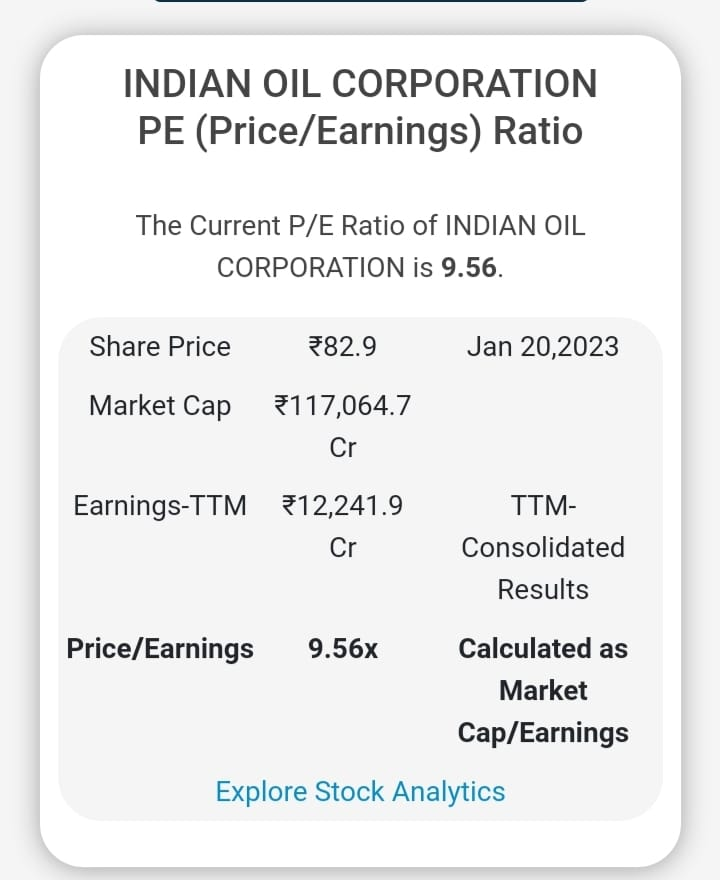 INDIAN OIL CORPORATION
PE (Price/Earnings) Ratio
The Current P/E Ratio of INDIAN OIL
CORPORATION is 9.56.
Share Price ₹82.9 Jan 20,2023
Market Cap ₹117,064.7
Cr
Earnings-TTM ₹12,241.9 TTM-
Cr Consolidated
Results
Price/Earnings 9.56x Calculated as
Market
Cap/Earnings
Explore Stock Analytics